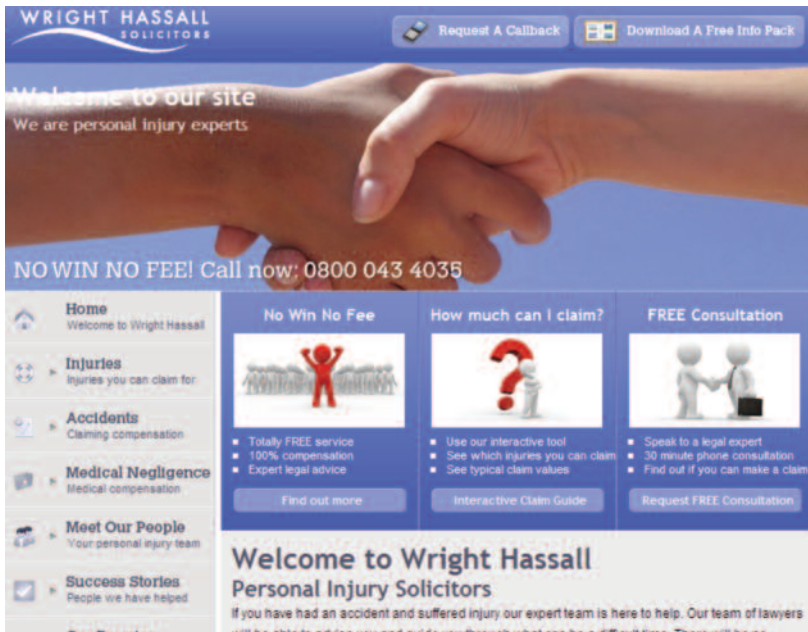 WRIGHT HASSALL
SOLICITORS
Request A Callback
Download A Free Info Pack
Welcome to our site
We are personal injury experts
NO WIN NO FEE! Call now: 0800 043 4035
Home
Welcome to Wright Hassall
Injuries
Injuries you can claim for
Accidents
Claiming compensation
Medical Negligence
Medical compensation
Meet Our People
Your personal injury team
Success Stories
People we have helped
No Win No Fee
Totally FREE service
100% compensation
Expert legal advice
Find out more
How much can I claim?
Use our interactive tool
See which injuries you can claim
See typical claim values
Interactive Claim Guide
FREE Consultation
Speak to a legal expert
30 minute phone consultation
Find out if you can make a claim
Request FREE Consultation
Welcome to Wright Hassall
Personal Injury Solicitors
If you have had an accident and suffered injury our expert team is here to help. Our team of lawyers